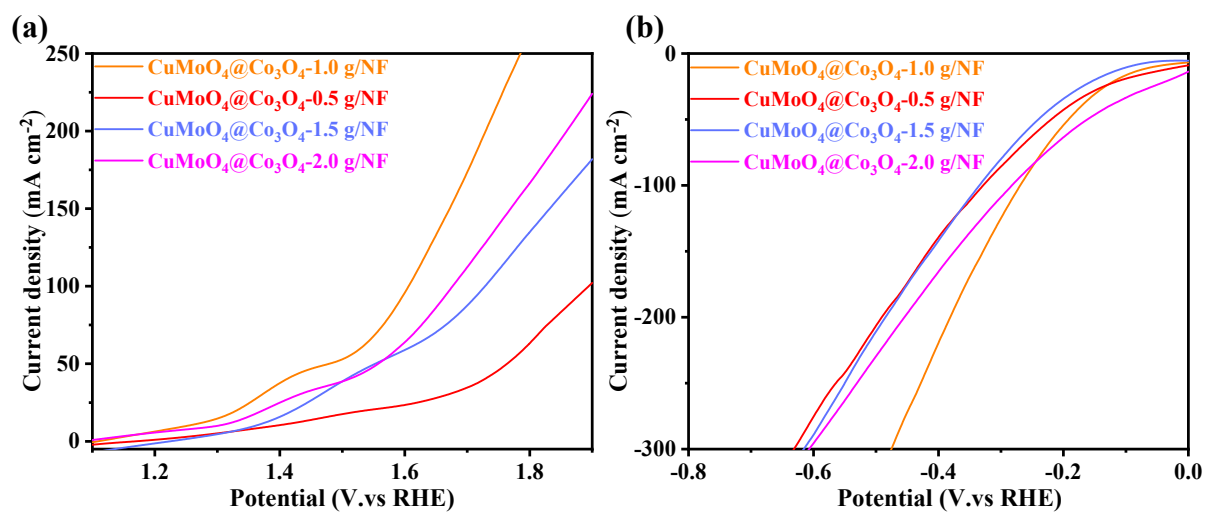 (a)
250
200
150
100
50
0
Current density (mA cm⁻²)
CuMoO₄@Co₃O₄-1.0 g/NF
CuMoO₄@Co₃O₄-0.5 g/NF
CuMoO₄@Co₃O₄-1.5 g/NF
CuMoO₄@Co₃O₄-2.0 g/NF
1.2 1.4 1.6 1.8
Potential (V.vs RHE)
(b)
0
-100
-200
-300
Current density (mA cm⁻²)
CuMoO₄@Co₃O₄-1.0 g/NF
CuMoO₄@Co₃O₄-0.5 g/NF
CuMoO₄@Co₃O₄-1.5 g/NF
CuMoO₄@Co₃O₄-2.0 g/NF
-0.8 -0.6 -0.4 -0.2 0.0
Potential (V.vs RHE)